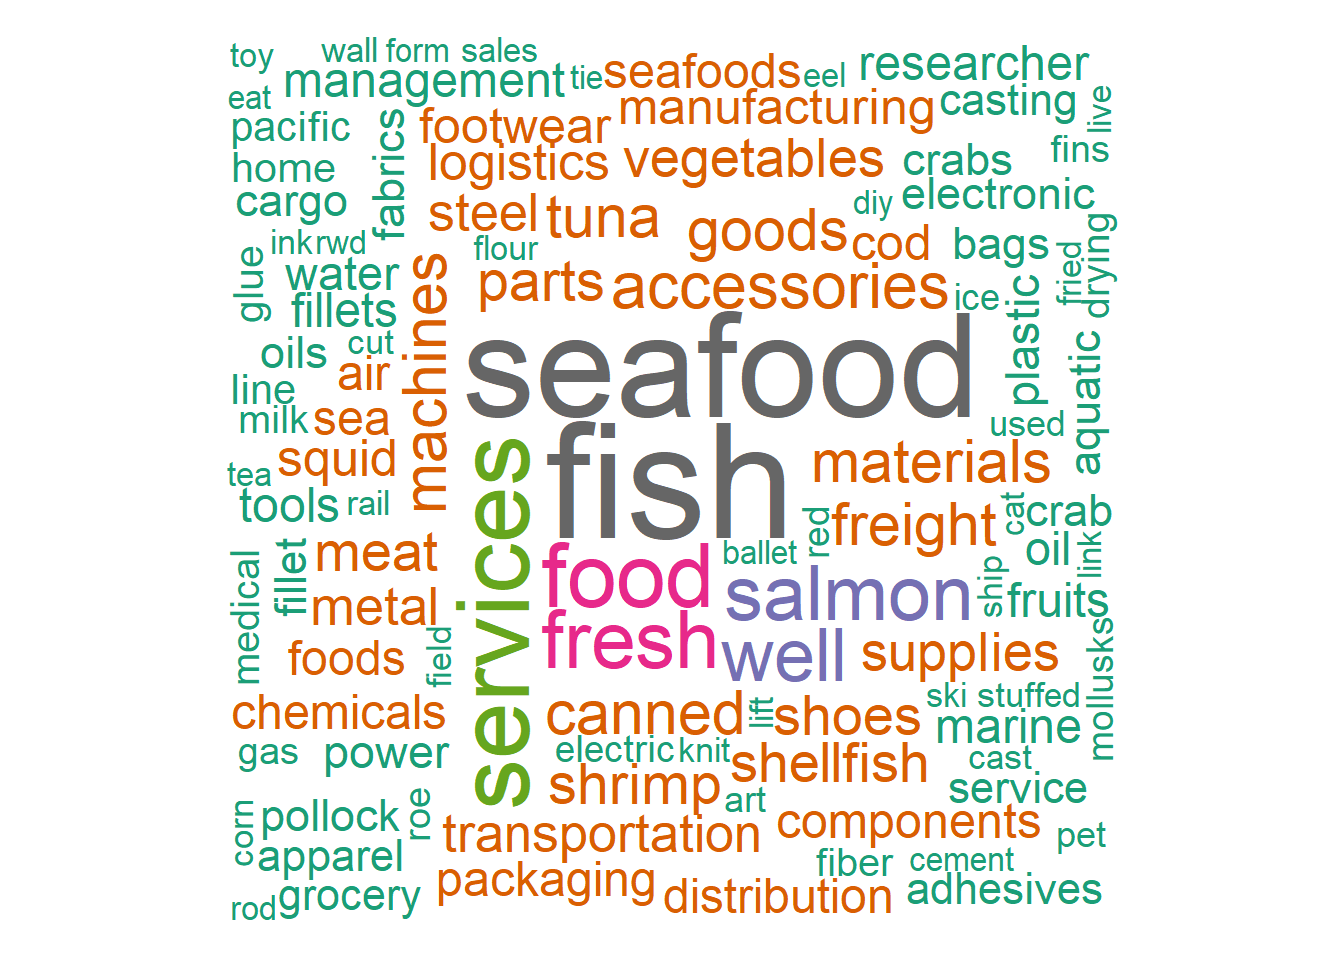 toy
wall form sales
eat
management
tie
seafoods
eel
researcher
pacific
fabrics
footwear
manufacturing
casting
live
home
logistics
vegetables
crabs
fins
cargo
steel
tuna
goods
cod
diy
electronic
ink
rwd
flour
bags
fried
drying
glue
water
machines
parts
accessories
ice
plastic
fillets
oils
cut
seafood
aquatic
line
air
milk
sea
used
squid
services
fish
materials
tea
tools
rail
red
freight
cat
crab
medical
fillet
meat
food
ballet
salmon
ship
oil
link
metal
fruits
foods
field
fresh
well
supplies
mollusks
chemicals
canned
lift
shoes
ski
stuffed
marine
gas
power
electric
knit
shellfish
cast
shrimp
art
service
corn
pollock
roe
transportation
components
pet
apparel
packaging
fiber
cement
rod
grocery
distribution
adhesives